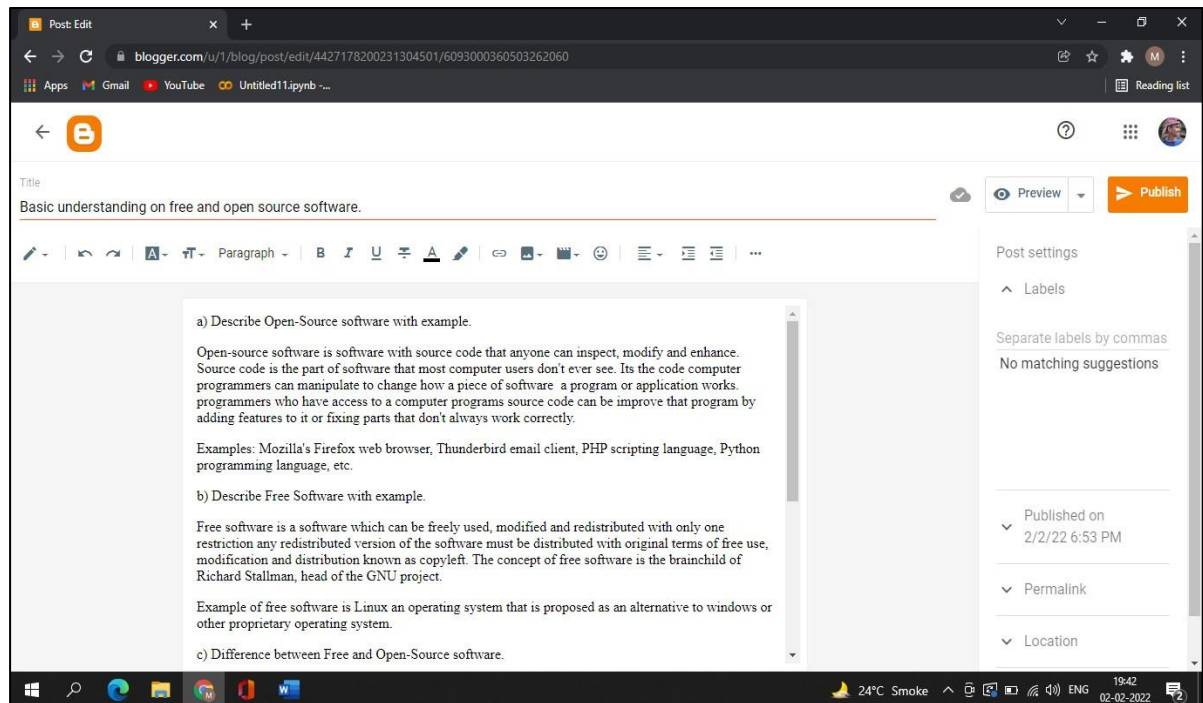 Post: Edit
blogger.com/u/1/blog/post/edit/4427178200231304501/6093000360503262060
M
Apps Gmail YouTube Untitled11.ipynb -... Reading list
Title
Basic understanding on free and open source software.
Preview Publish
Paragraph B I U A
Post settings
Labels
Separate labels by commas
No matching suggestions
Published on
2/2/22 6:53 PM
Permalink
Location
a) Describe Open-Source software with example.
Open-source software is software with source code that anyone can inspect, modify and enhance.
Source code is the part of software that most computer users don't ever see. Its the code computer
programmers can manipulate to change how a piece of software a program or application works.
programmers who have access to a computer programs source code can be improve that program by
adding features to it or fixing parts that don't always work correctly.
Examples: Mozilla's Firefox web browser, Thunderbird email client, PHP scripting language, Python
programming language, etc.
b) Describe Free Software with example.
Free software is a software which can be freely used, modified and redistributed with only one
restriction any redistributed version of the software must be distributed with original terms of free use,
modification and distribution known as copyleft. The concept of free software is the brainchild of
Richard Stallman, head of the GNU project.
Example of free software is Linux an operating system that is proposed as an alternative to windows or
other proprietary operating system.
c) Difference between Free and Open-Source software.
24°C Smoke ENG 19:42
02-02-2022 2